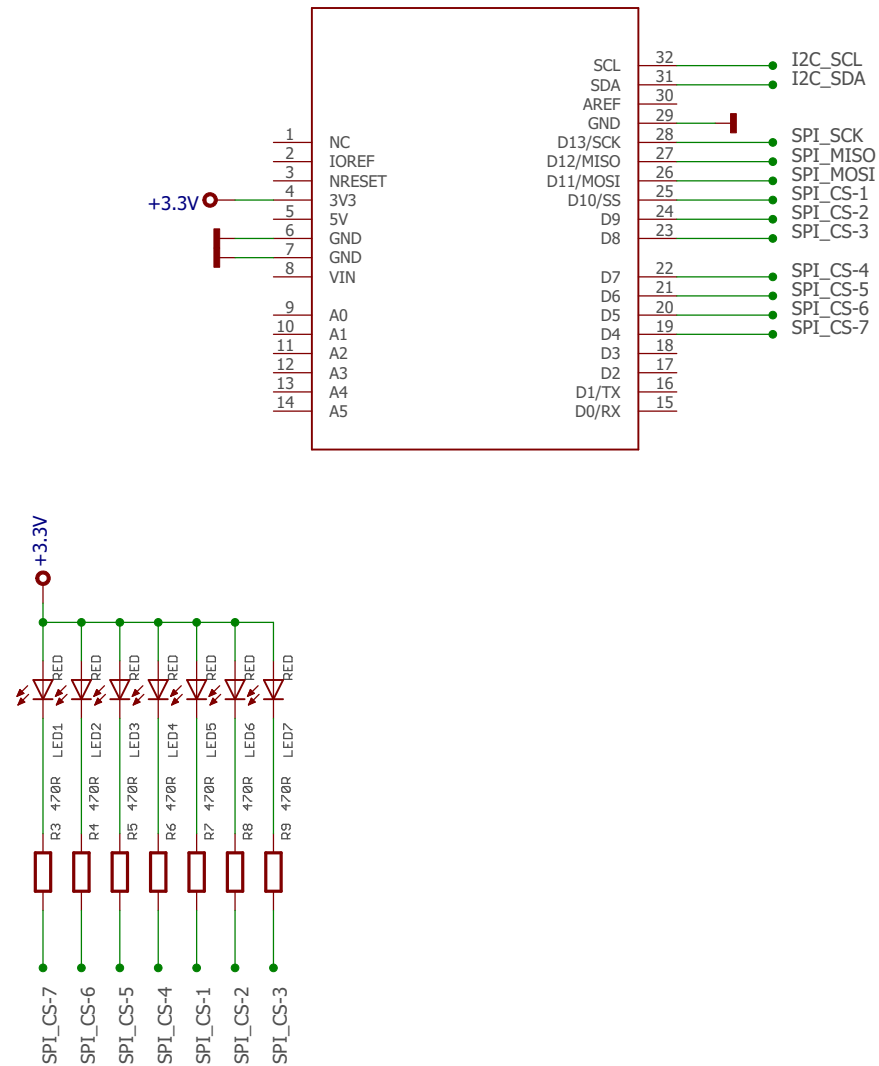 32 I2C_SCL
SCL
31 I2C_SDA
SDA
30
AREF
29
GND
1 NC
28 D13/SCK SPI_SCK
2 IOREF
27 D12/MISO SPI_MISO
3 NRESET
26 D11/MOSI SPI_MOSI
+3.3V 4 3V3
25 D10/SS SPI_CS-1
5 5V
24 D9 SPI_CS-2
6 GND
23 D8 SPI_CS-3
7 GND
8 VIN
22 D7 SPI_CS-4
21 D6 SPI_CS-5
9 A0
20 D5 SPI_CS-6
10 A1
19 D4 SPI_CS-7
11 A2
18 D3
12 A3
17 D2
13 A4
16 D1/TX
14 A5
15 D0/RX
+3.3V
RED RED RED RED RED RED RED
LED1 LED2 LED3 LED4 LED5 LED6 LED7
470R 470R 470R 470R 470R 470R 470R
R3 R4 R5 R6 R7 R8 R9
SPI_CS-7 SPI_CS-6 SPI_CS-5 SPI_CS-4 SPI_CS-1 SPI_CS-2 SPI_CS-3